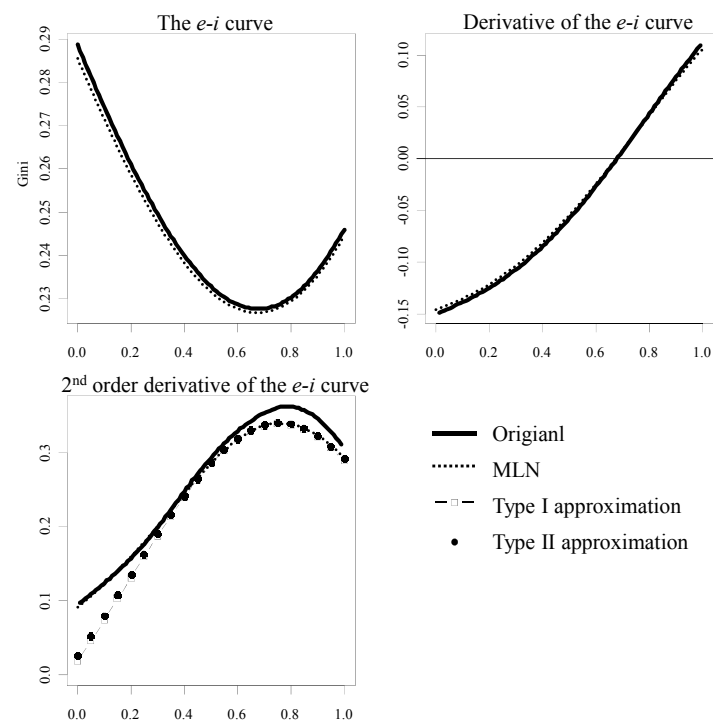 The e-i curve
Gini
0.29
0.28
0.27
0.26
0.25
0.24
0.23
0.0 0.2 0.4 0.6 0.8 1.0
Derivative of the e-i curve
0.10
0.05
0.00
-0.05
-0.10
-0.15
0.0 0.2 0.4 0.6 0.8 1.0
2nd order derivative of the e-i curve
0.3
0.2
0.1
0.0
0.0 0.2 0.4 0.6 0.8 1.0
Origianl
MLN
Type I approximation
Type II approximation